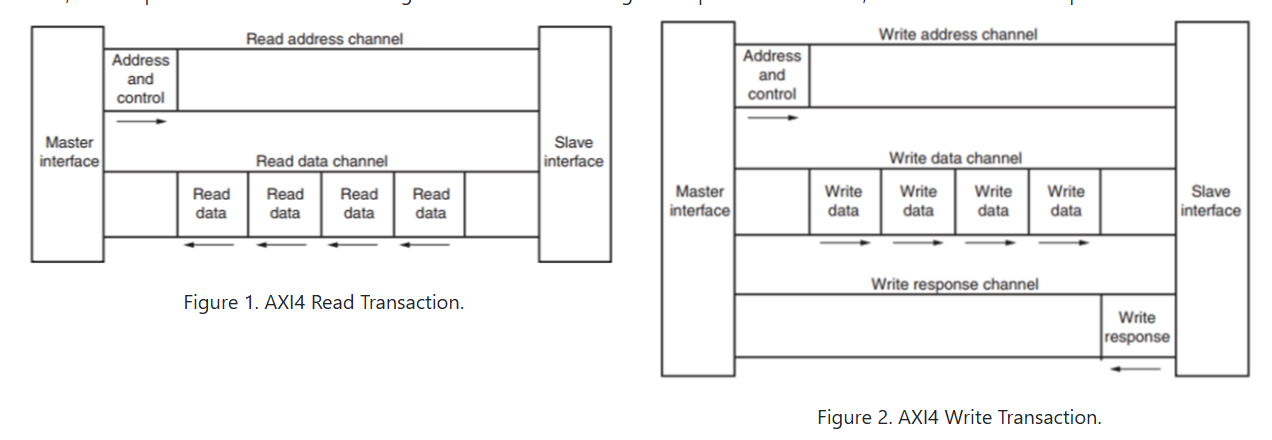 Read address channel
Address
and
control
Master
interface
Slave
interface
Read data channel
Read
data
Read
data
Read
data
Read
data
Figure 1. AXI4 Read Transaction.
Write address channel
Address
and
control
Write data channel
Master
interface
Write
data
Write
data
Write
data
Write
data
Slave
interface
Write response channel
Write
response
Figure 2. AXI4 Write Transaction.